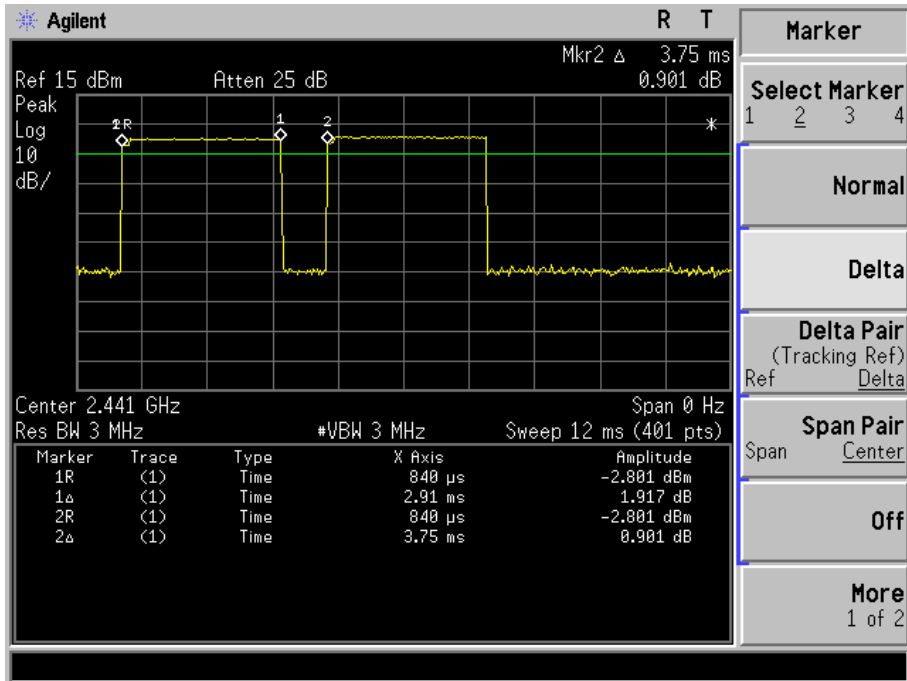 Agilent R T
Mkr2 Δ 3.75 ms
Ref 15 dBm Atten 25 dB 0.901 dB
Peak
Log
10
dB/
1R 1 2 *
Center 2.441 GHz Span 0 Hz
Res BW 3 MHz #VBW 3 MHz Sweep 12 ms (401 pts)
Marker Trace Type X Axis Amplitude
1R (1) Time 840 µs -2.801 dBm
1Δ (1) Time 2.91 ms 1.917 dB
2R (1) Time 840 µs -2.801 dBm
2Δ (1) Time 3.75 ms 0.901 dB
Marker
Select Marker
1 2 3 4
Normal
Delta
Delta Pair
(Tracking Ref)
Ref Delta
Span Pair
Span Center
Off
More
1 of 2